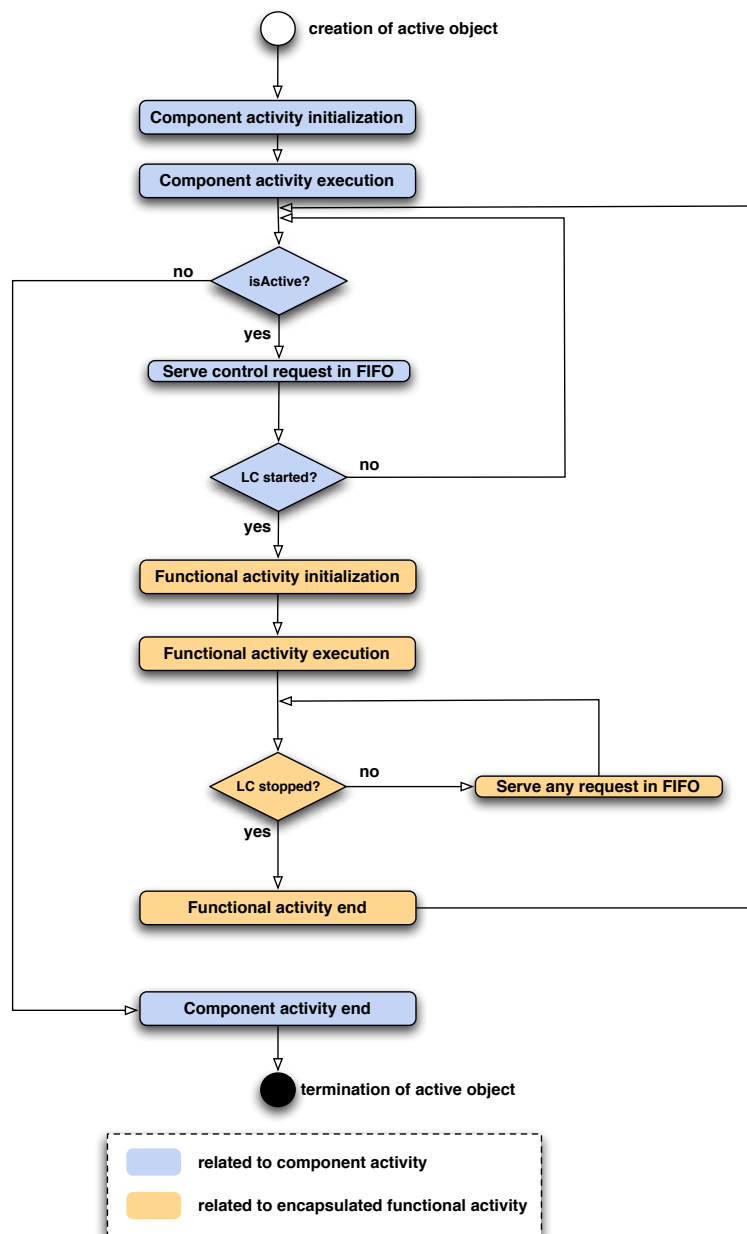 creation of active object
Component activity initialization
Component activity execution
no
isActive?
yes
Serve control request in FIFO
LC started?
no
yes
Functional activity initialization
Functional activity execution
LC stopped?
no
Serve any request in FIFO
yes
Functional activity end
Component activity end
termination of active object
related to component activity
related to encapsulated functional activity